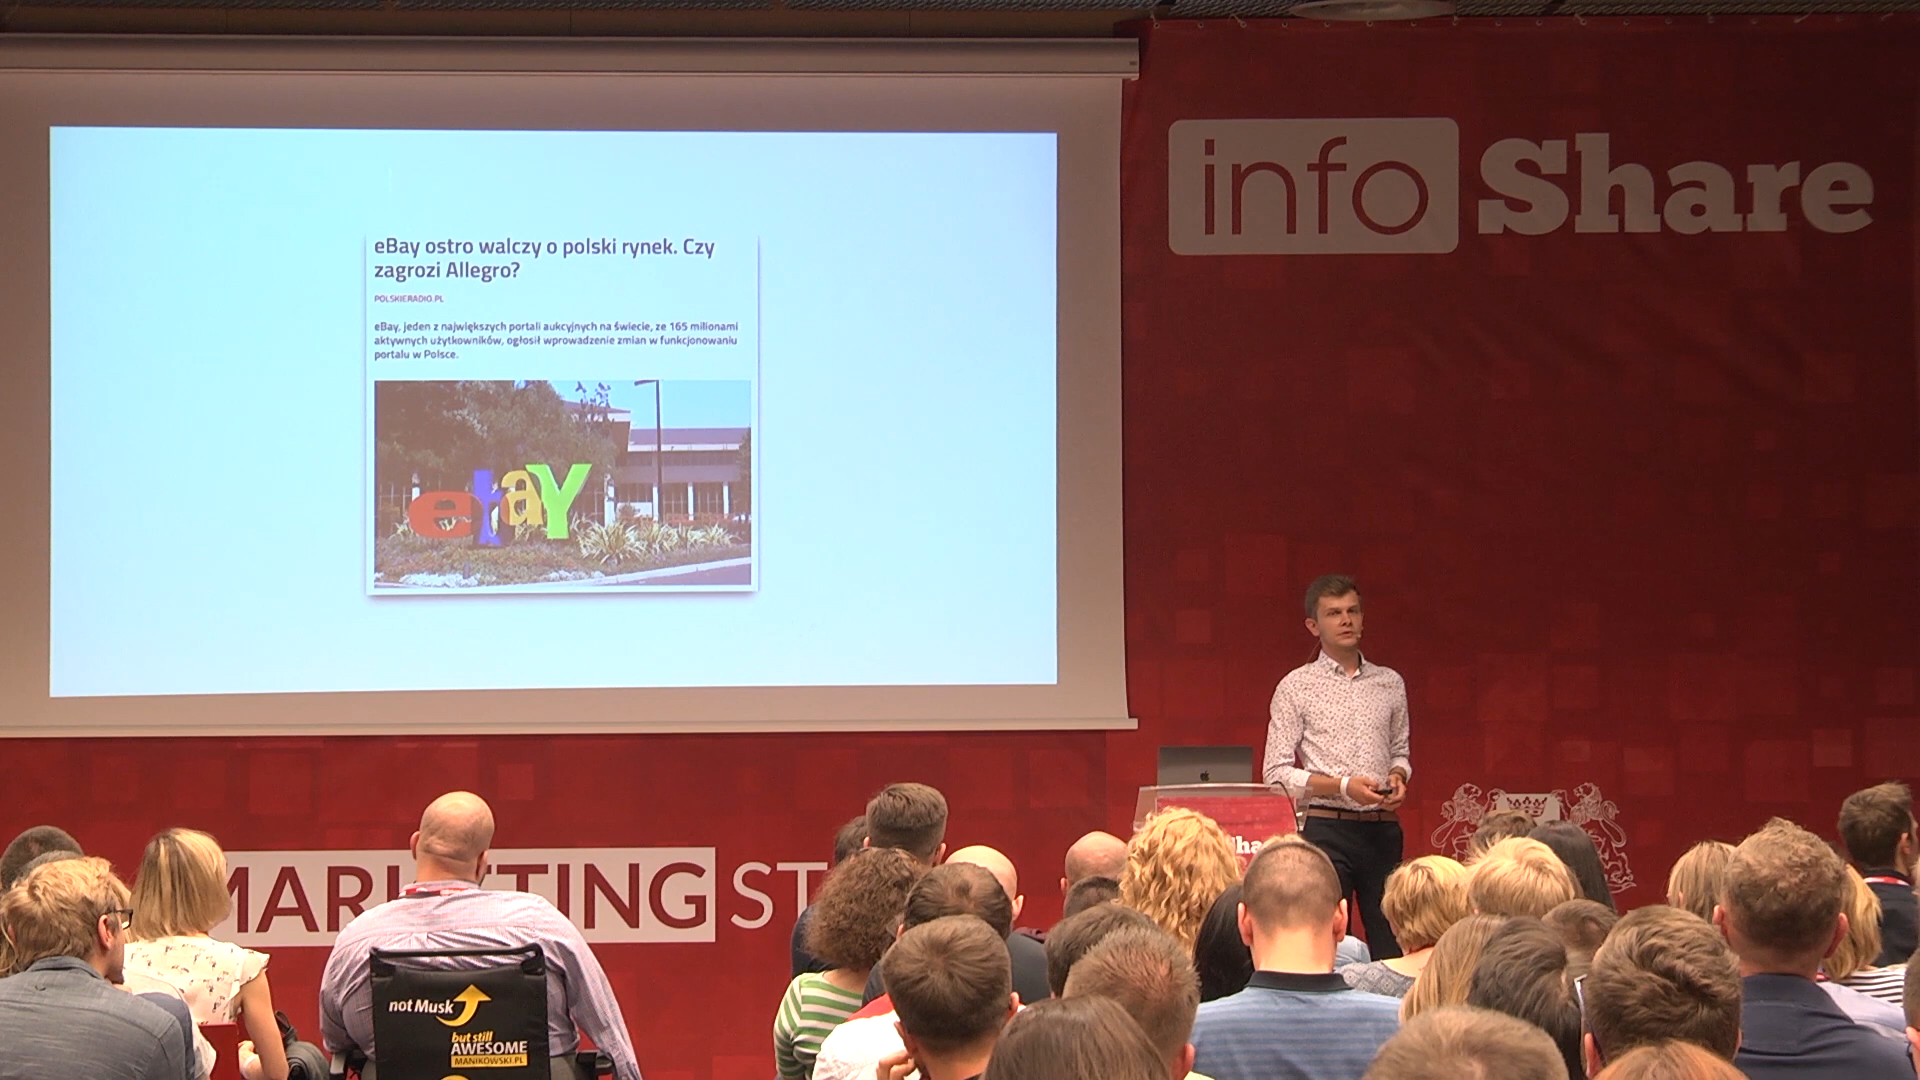 info Share
eBay ostro walczy o polski rynek. Czy
zagrozi Allegro?
POLSKIERADIO.PL
eBay, jeden z największych portali aukcyjnych na świecie, ze 165 milionami
aktywnych użytkowników, ogłosił wprowadzenie zmian w funkcjonowaniu
portalu w Polsce.
ebay
Sha
MARKETING ST
not Musk
but still
AWESOME
MANIKOWSKI.PL